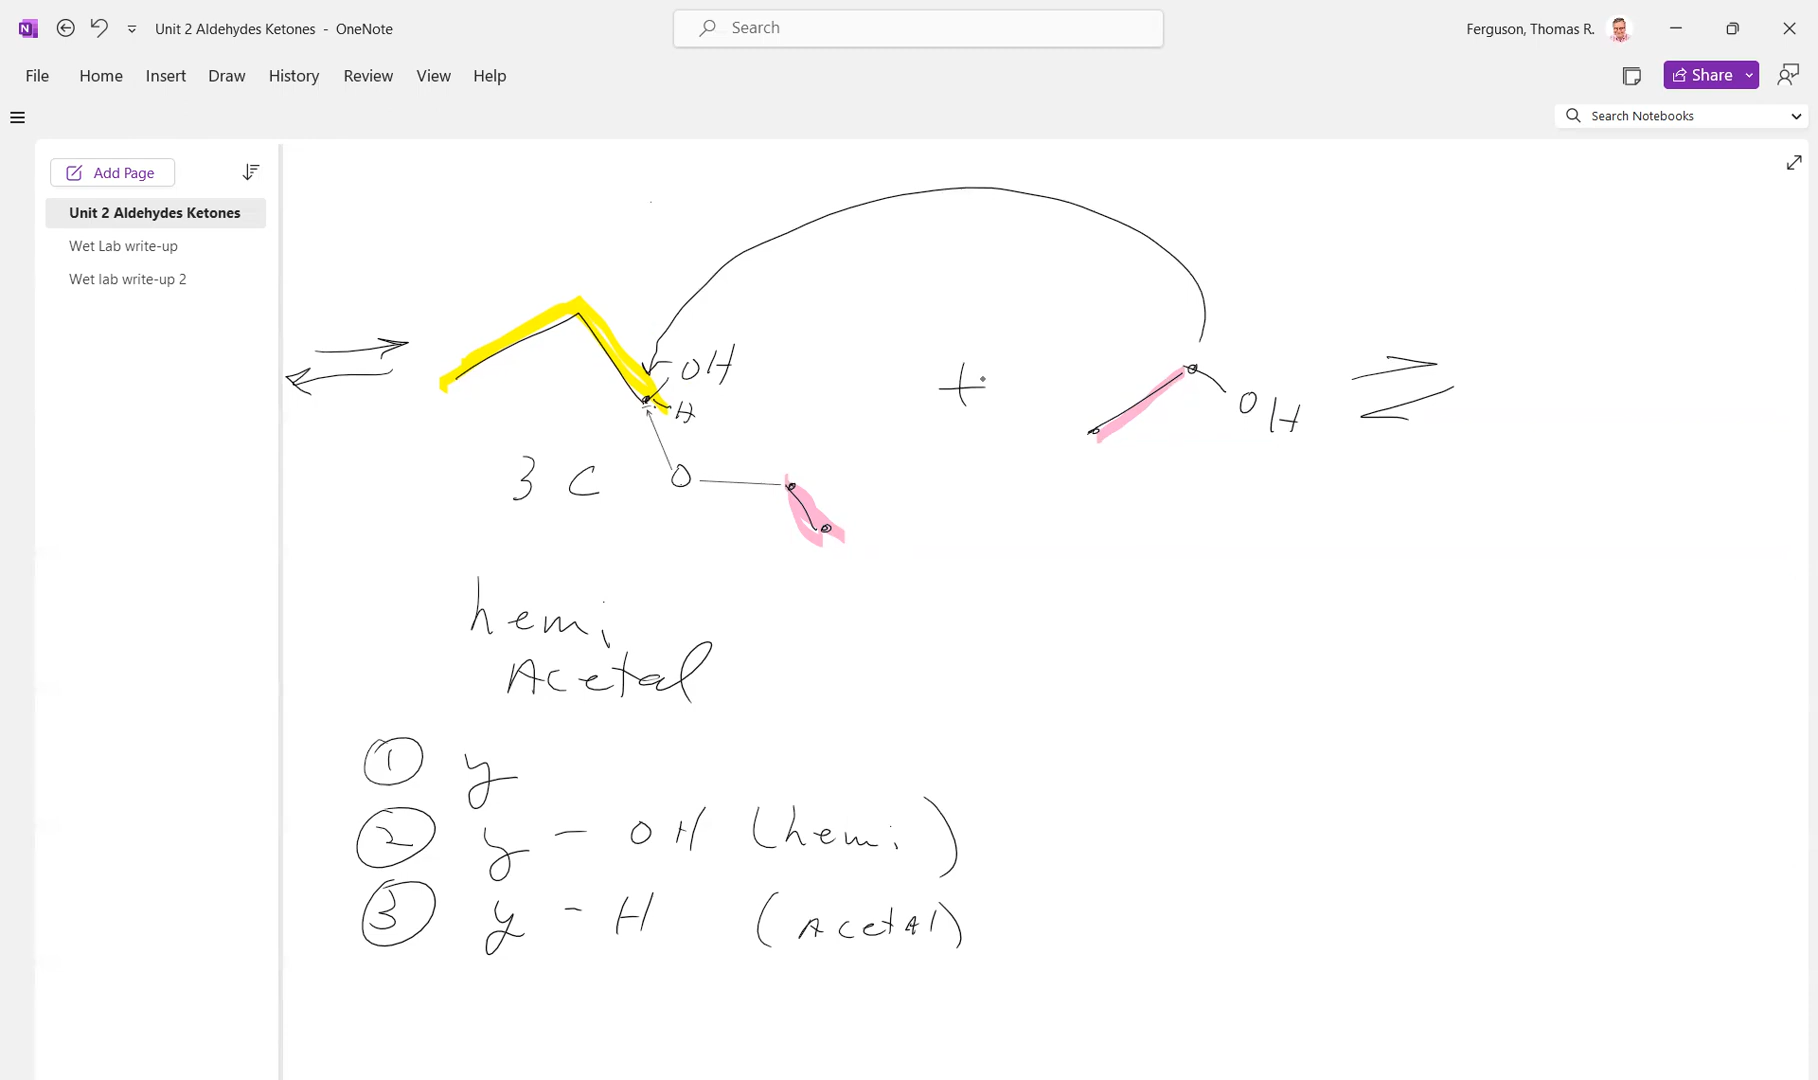 Unit 2 Aldehydes Ketones - OneNote
Search
Ferguson, Thomas R.
File Home Insert Draw History Review View Help
Share
Search Notebooks
Add Page
Unit 2 Aldehydes Ketones
Wet Lab write-up
Wet lab write-up 2
OH
H
+
OH
3 C
O
hemi
Acetal
1 y
2 y - OH (hemi)
3 y - H (Acetal)